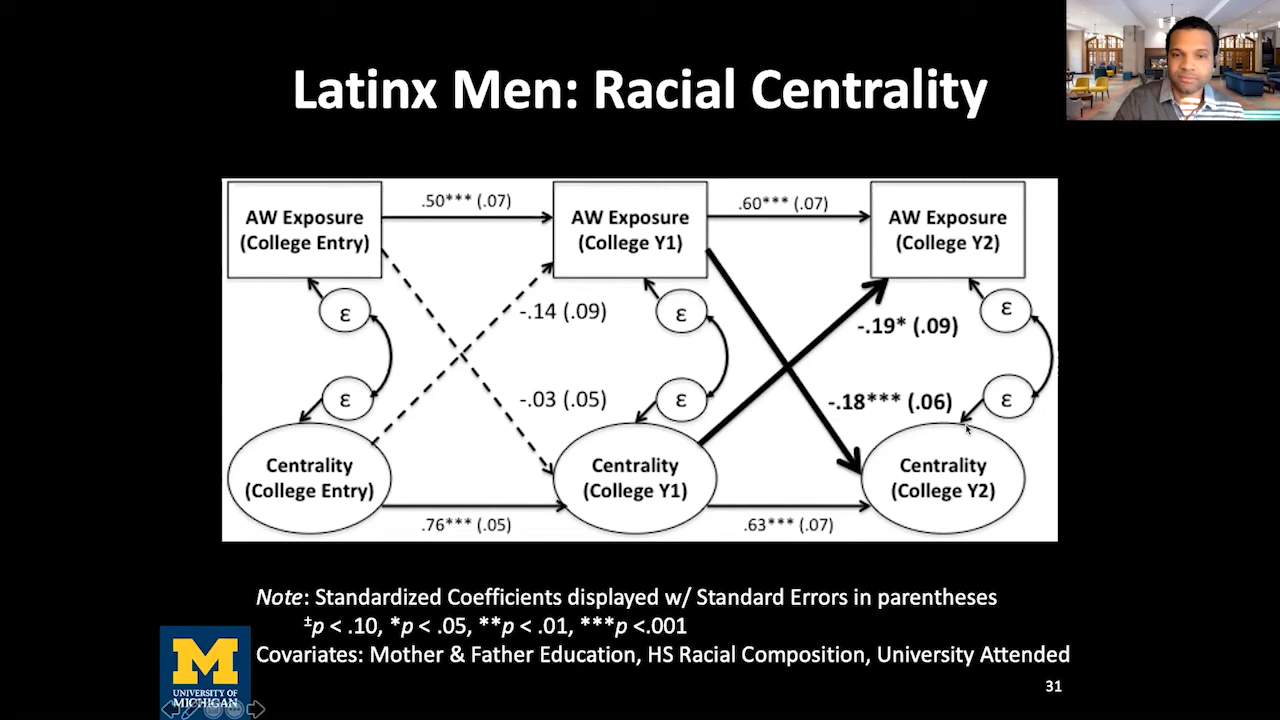 Latinx Men: Racial Centrality
AW Exposure
(College Entry)
.50*** (.07)
AW Exposure
(College Y1)
.60*** (.07)
AW Exposure
(College Y2)
ε
ε
ε
-.14 (.09)
-.19* (.09)
-.03 (.05)
-.18*** (.06)
ε
ε
ε
Centrality
(College Entry)
Centrality
(College Y1)
Centrality
(College Y2)
.76*** (.05)
.63*** (.07)
Note: Standardized Coefficients displayed w/ Standard Errors in parentheses
±p < .10, *p < .05, **p < .01, ***p <.001
Covariates: Mother & Father Education, HS Racial Composition, University Attended
M
UNIVERSITY OF
MICHIGAN
31